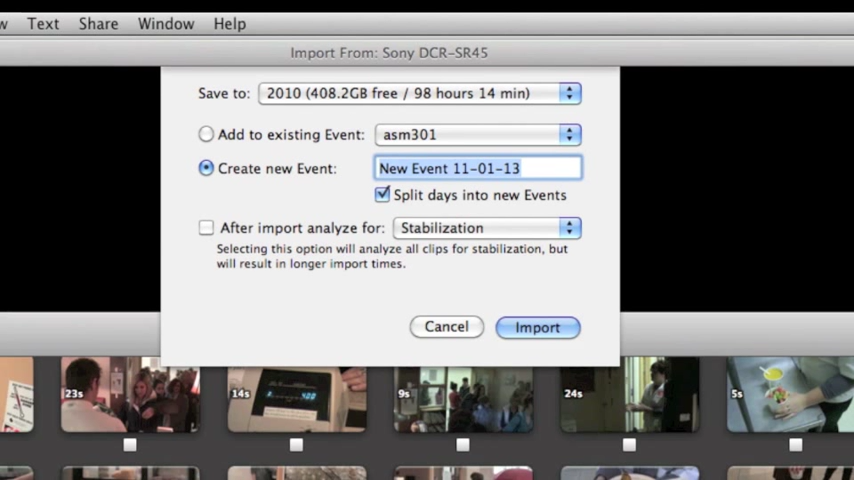 Text Share Window Help
Import From: Sony DCR-SR45
Save to: 2010 (408.2GB free / 98 hours 14 min)
Add to existing Event: asm301
Create new Event: New Event 11-01-13
Split days into new Events
After import analyze for: Stabilization
Selecting this option will analyze all clips for stabilization, but
will result in longer import times.
Cancel Import
23s 14s 9s 24s 5s